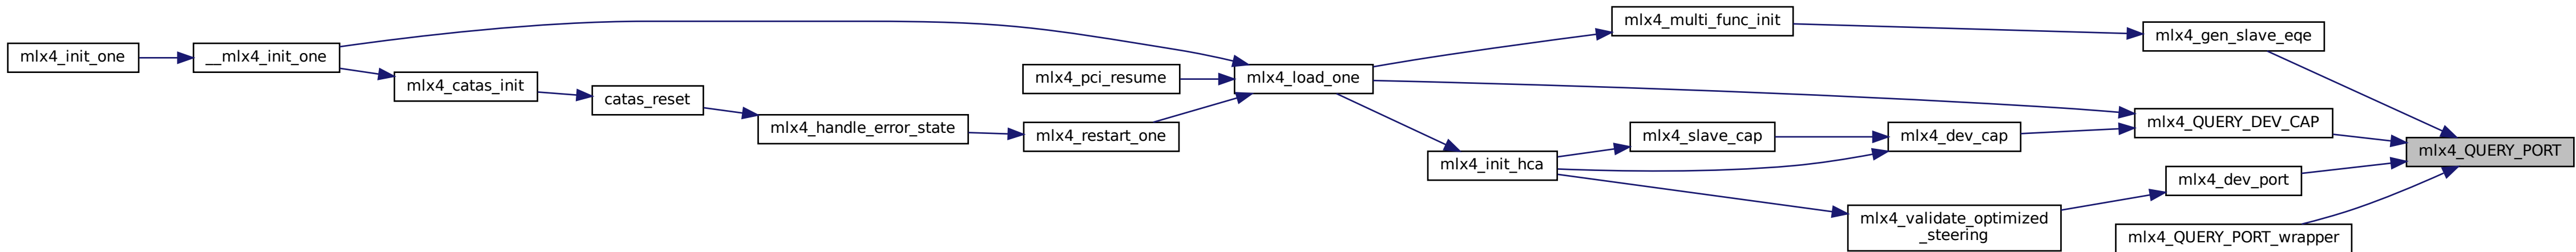 mlx4_init_one
__mlx4_init_one
mlx4_catas_init
catas_reset
mlx4_handle_error_state
mlx4_pci_resume
mlx4_restart_one
mlx4_load_one
mlx4_init_hca
mlx4_multi_func_init
mlx4_slave_cap
mlx4_dev_cap
mlx4_validate_optimized
_steering
mlx4_gen_slave_eqe
mlx4_QUERY_DEV_CAP
mlx4_dev_port
mlx4_QUERY_PORT_wrapper
mlx4_QUERY_PORT